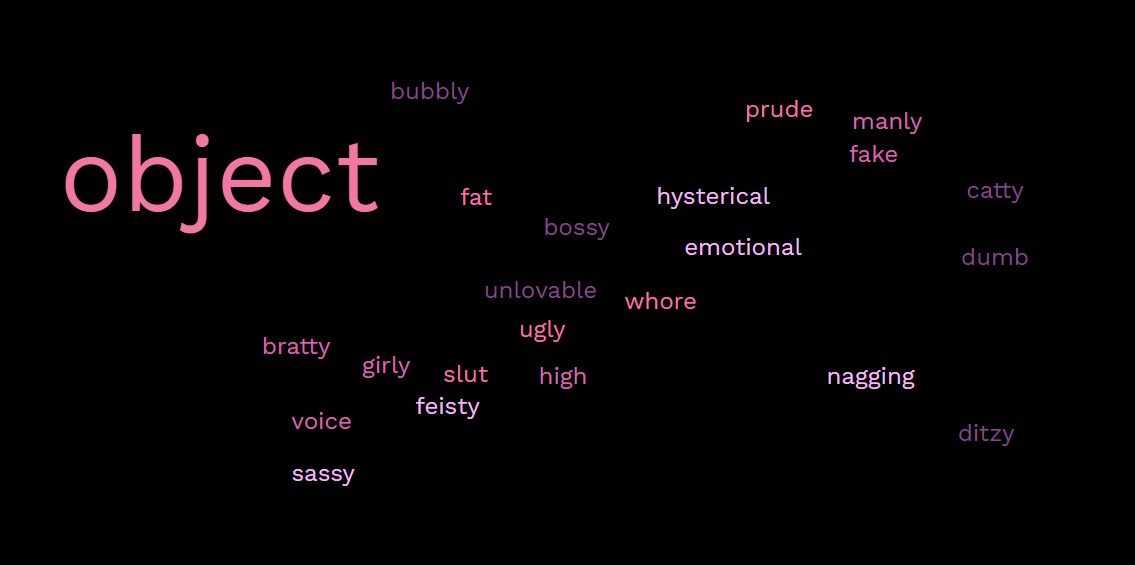 bubbly
prude
manly
object
fake
catty
fat
hysterical
bossy
emotional
dumb
unlovable
whore
ugly
bratty
girly
slut
high
nagging
feisty
voice
ditzy
sassy